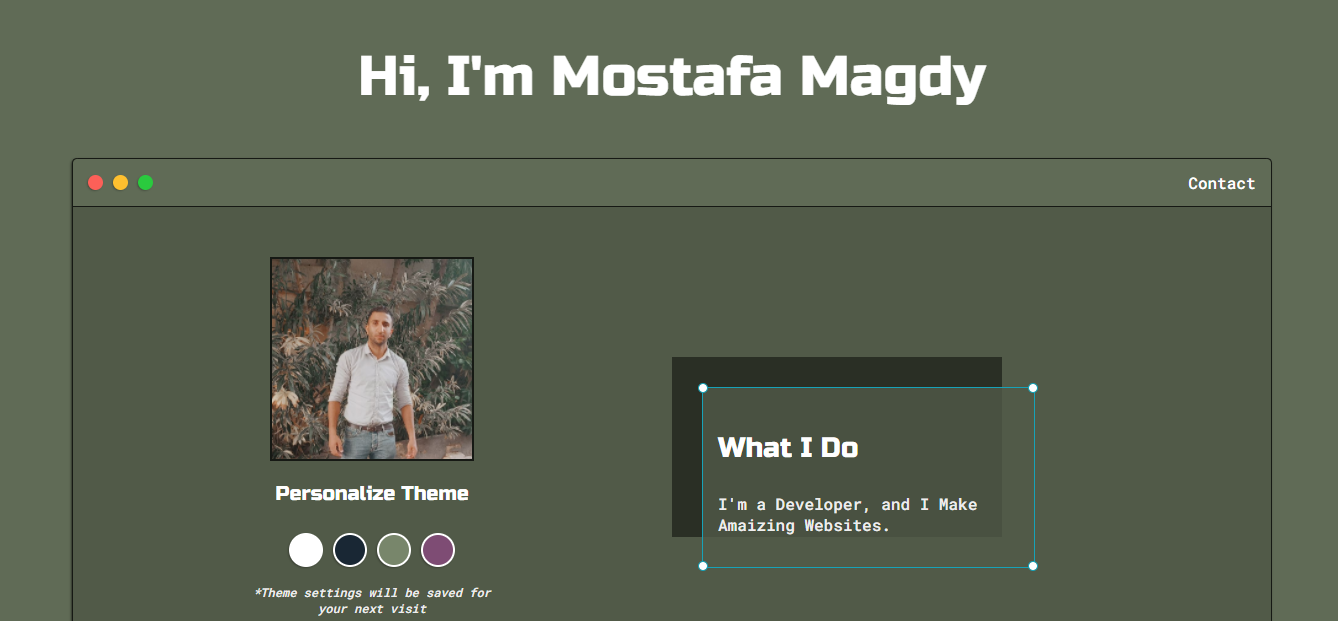 Hi, I'm Mostafa Magdy
Contact
Personalize Theme
*Theme settings will be saved for
your next visit
What I Do
I'm a Developer, and I Make
Amaizing Websites.